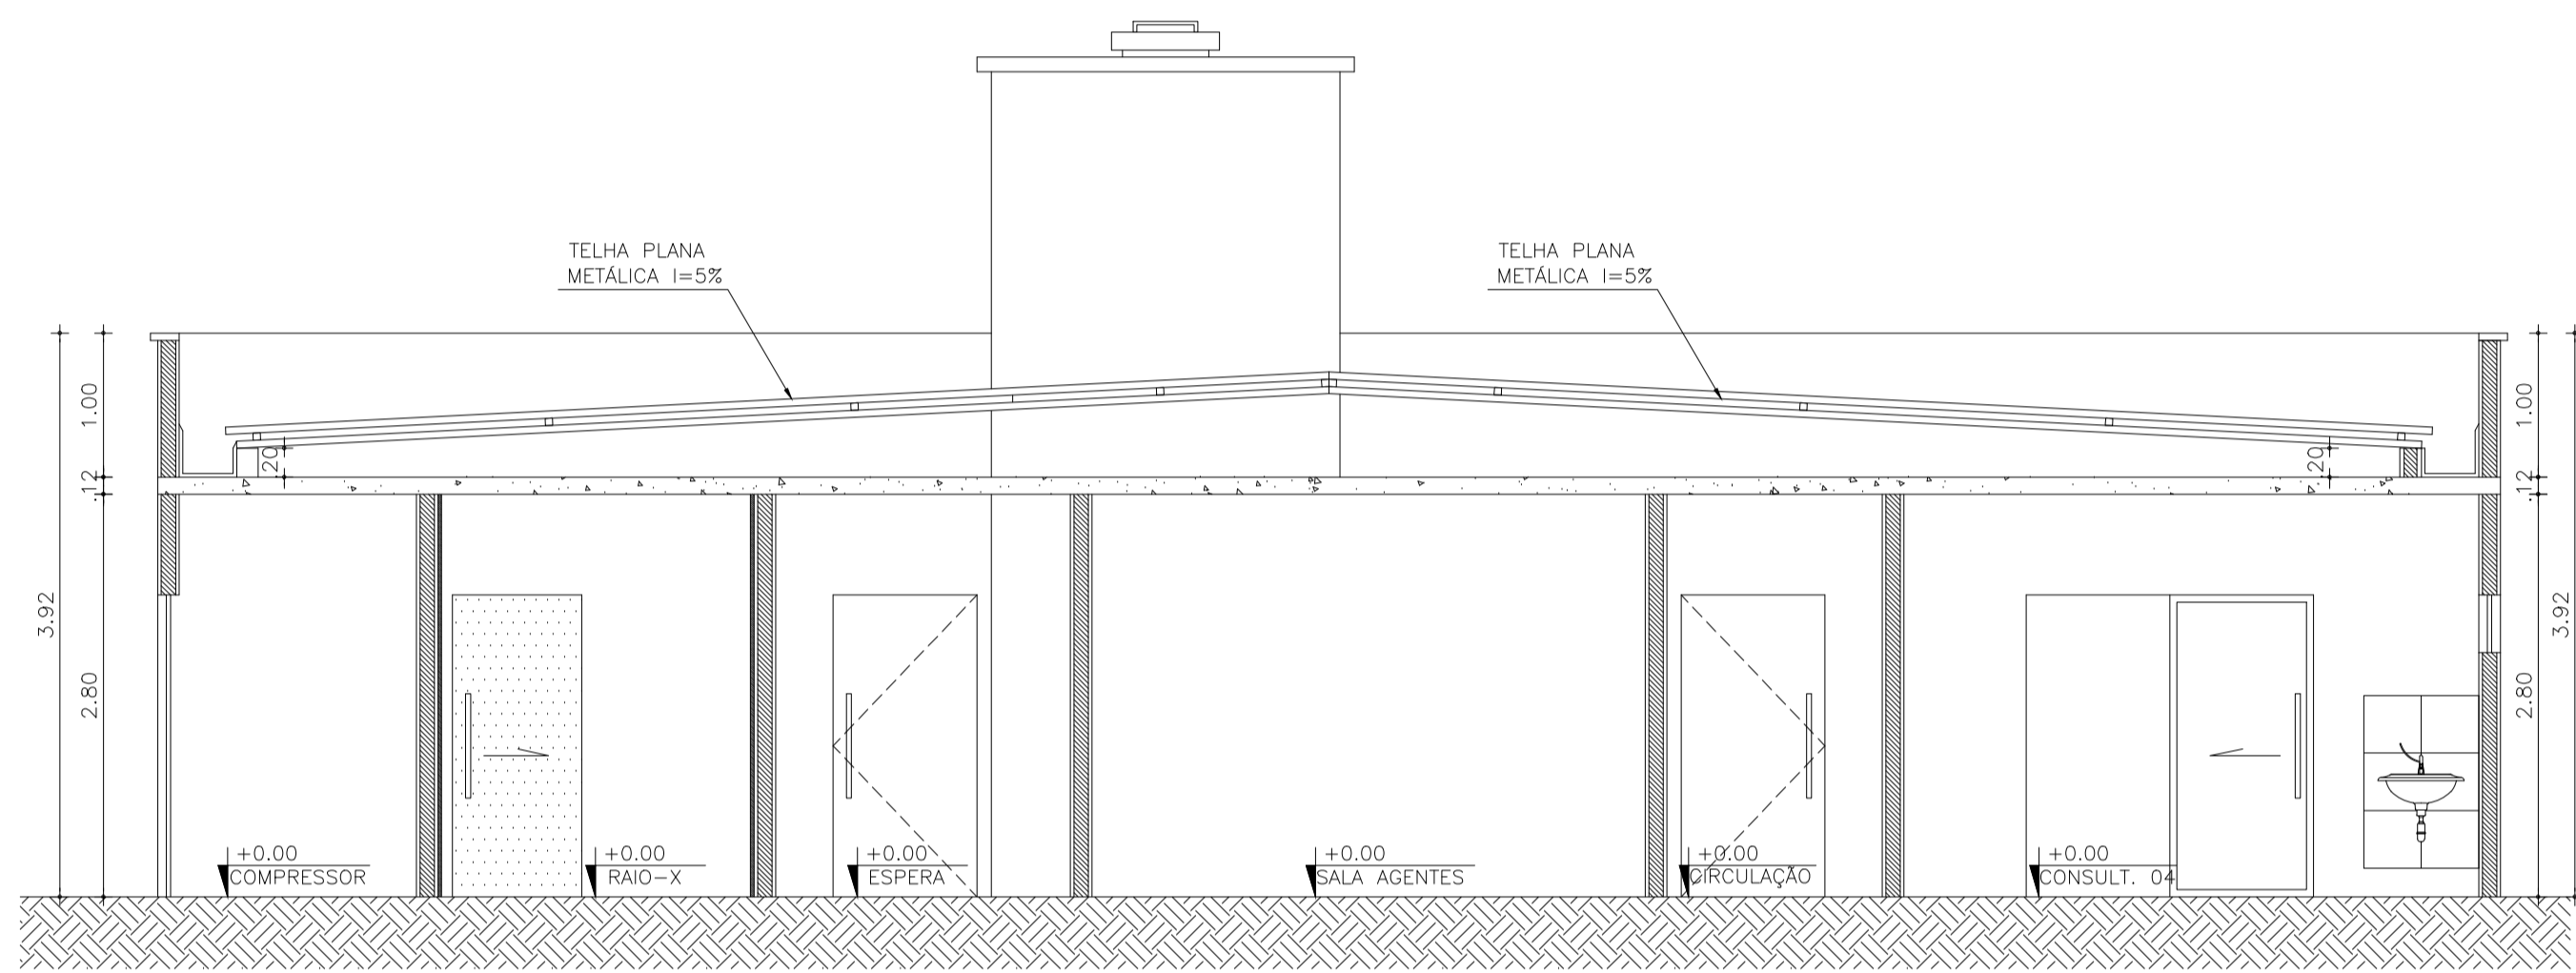 TELHA PLANA
METÁLICA I=5%
TELHA PLANA
METÁLICA I=5%
1.00
1.00
.20
.20
.12
.12
3.92
3.92
2.80
2.80
+0.00
COMPRESSOR
+0.00
RAIO-X
+0.00
ESPERA
+0.00
SALA AGENTES
+0.00
CIRCULAÇÃO
+0.00
CONSULT. 04